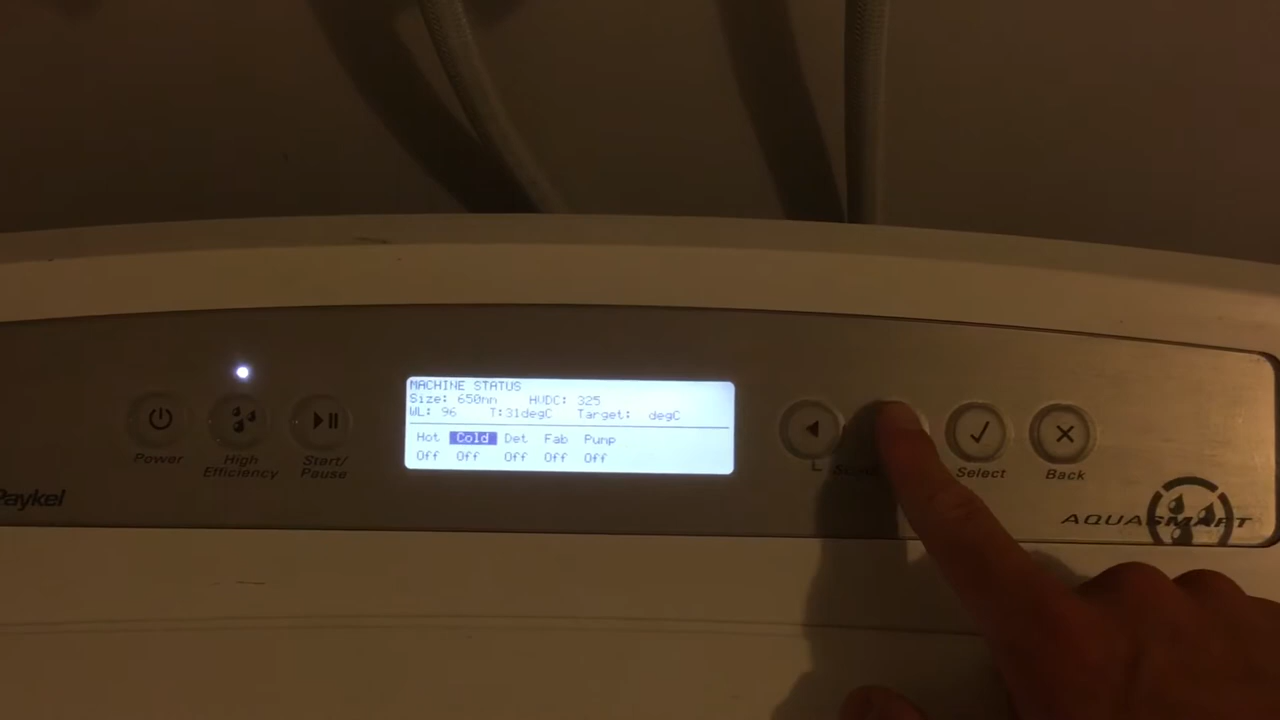 MACHINE STATUS
Size: 650mm HVDC: 325
WL: 96 T:31degC Target: degC
Hot Cold Det Fab Pump
Off Off Off Off Off
Power
High
Efficiency
Start/
Pause
Select
Back
Paykel
AQUASMART